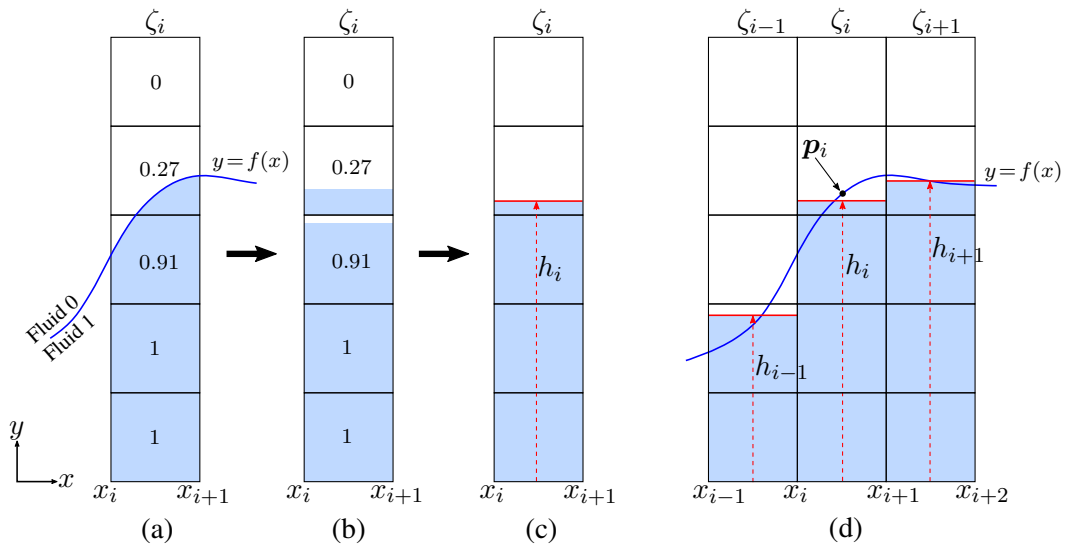 ζᵢ ζᵢ ζᵢ ζᵢ₋₁ ζᵢ ζᵢ₊₁
0 0
0.27 y = f(x) 0.27 𝒑ᵢ y = f(x)
0.91 0.91 hᵢ hᵢ hᵢ₊₁
Fluid 0
Fluid 1
1 1 hᵢ₋₁
1 1
y
x
xᵢ xᵢ₊₁ xᵢ xᵢ₊₁ xᵢ xᵢ₊₁ xᵢ₋₁ xᵢ xᵢ₊₁ xᵢ₊₂
(a) (b) (c) (d)